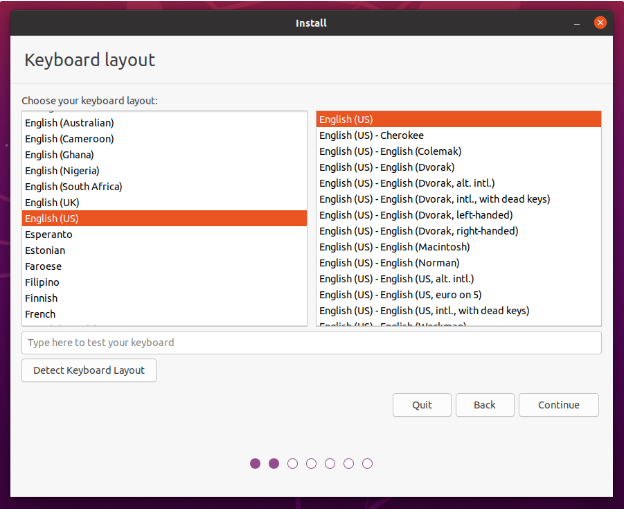 Install
Keyboard layout
Choose your keyboard layout:
English (Australian)
English (Cameroon)
English (Ghana)
English (Nigeria)
English (South Africa)
English (UK)
English (US)
Esperanto
Estonian
Faroese
Filipino
Finnish
French
English (US)
English (US) - Cherokee
English (US) - English (Colemak)
English (US) - English (Dvorak)
English (US) - English (Dvorak, alt. intl.)
English (US) - English (Dvorak, intl., with dead keys)
English (US) - English (Dvorak, left-handed)
English (US) - English (Dvorak, right-handed)
English (US) - English (Macintosh)
English (US) - English (Norman)
English (US) - English (US, alt. intl.)
English (US) - English (US, euro on 5)
English (US) - English (US, intl., with dead keys)
English (US) - English (Workman)
Type here to test your keyboard
Detect Keyboard Layout
Quit
Back
Continue